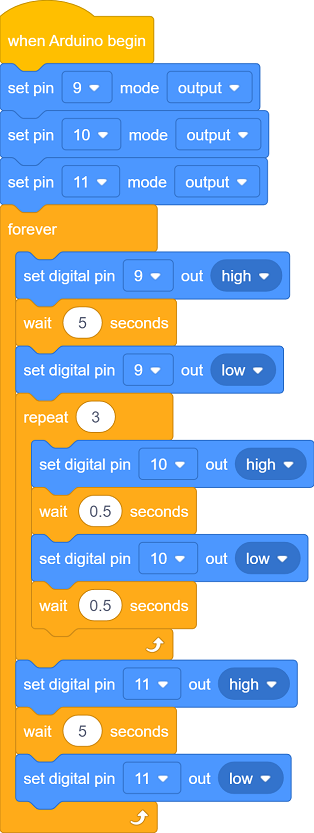 when Arduino begin
set pin 9 mode output
set pin 10 mode output
set pin 11 mode output
forever
set digital pin 9 out high
wait 5 seconds
set digital pin 9 out low
repeat 3
set digital pin 10 out high
wait 0.5 seconds
set digital pin 10 out low
wait 0.5 seconds
set digital pin 11 out high
wait 5 seconds
set digital pin 11 out low